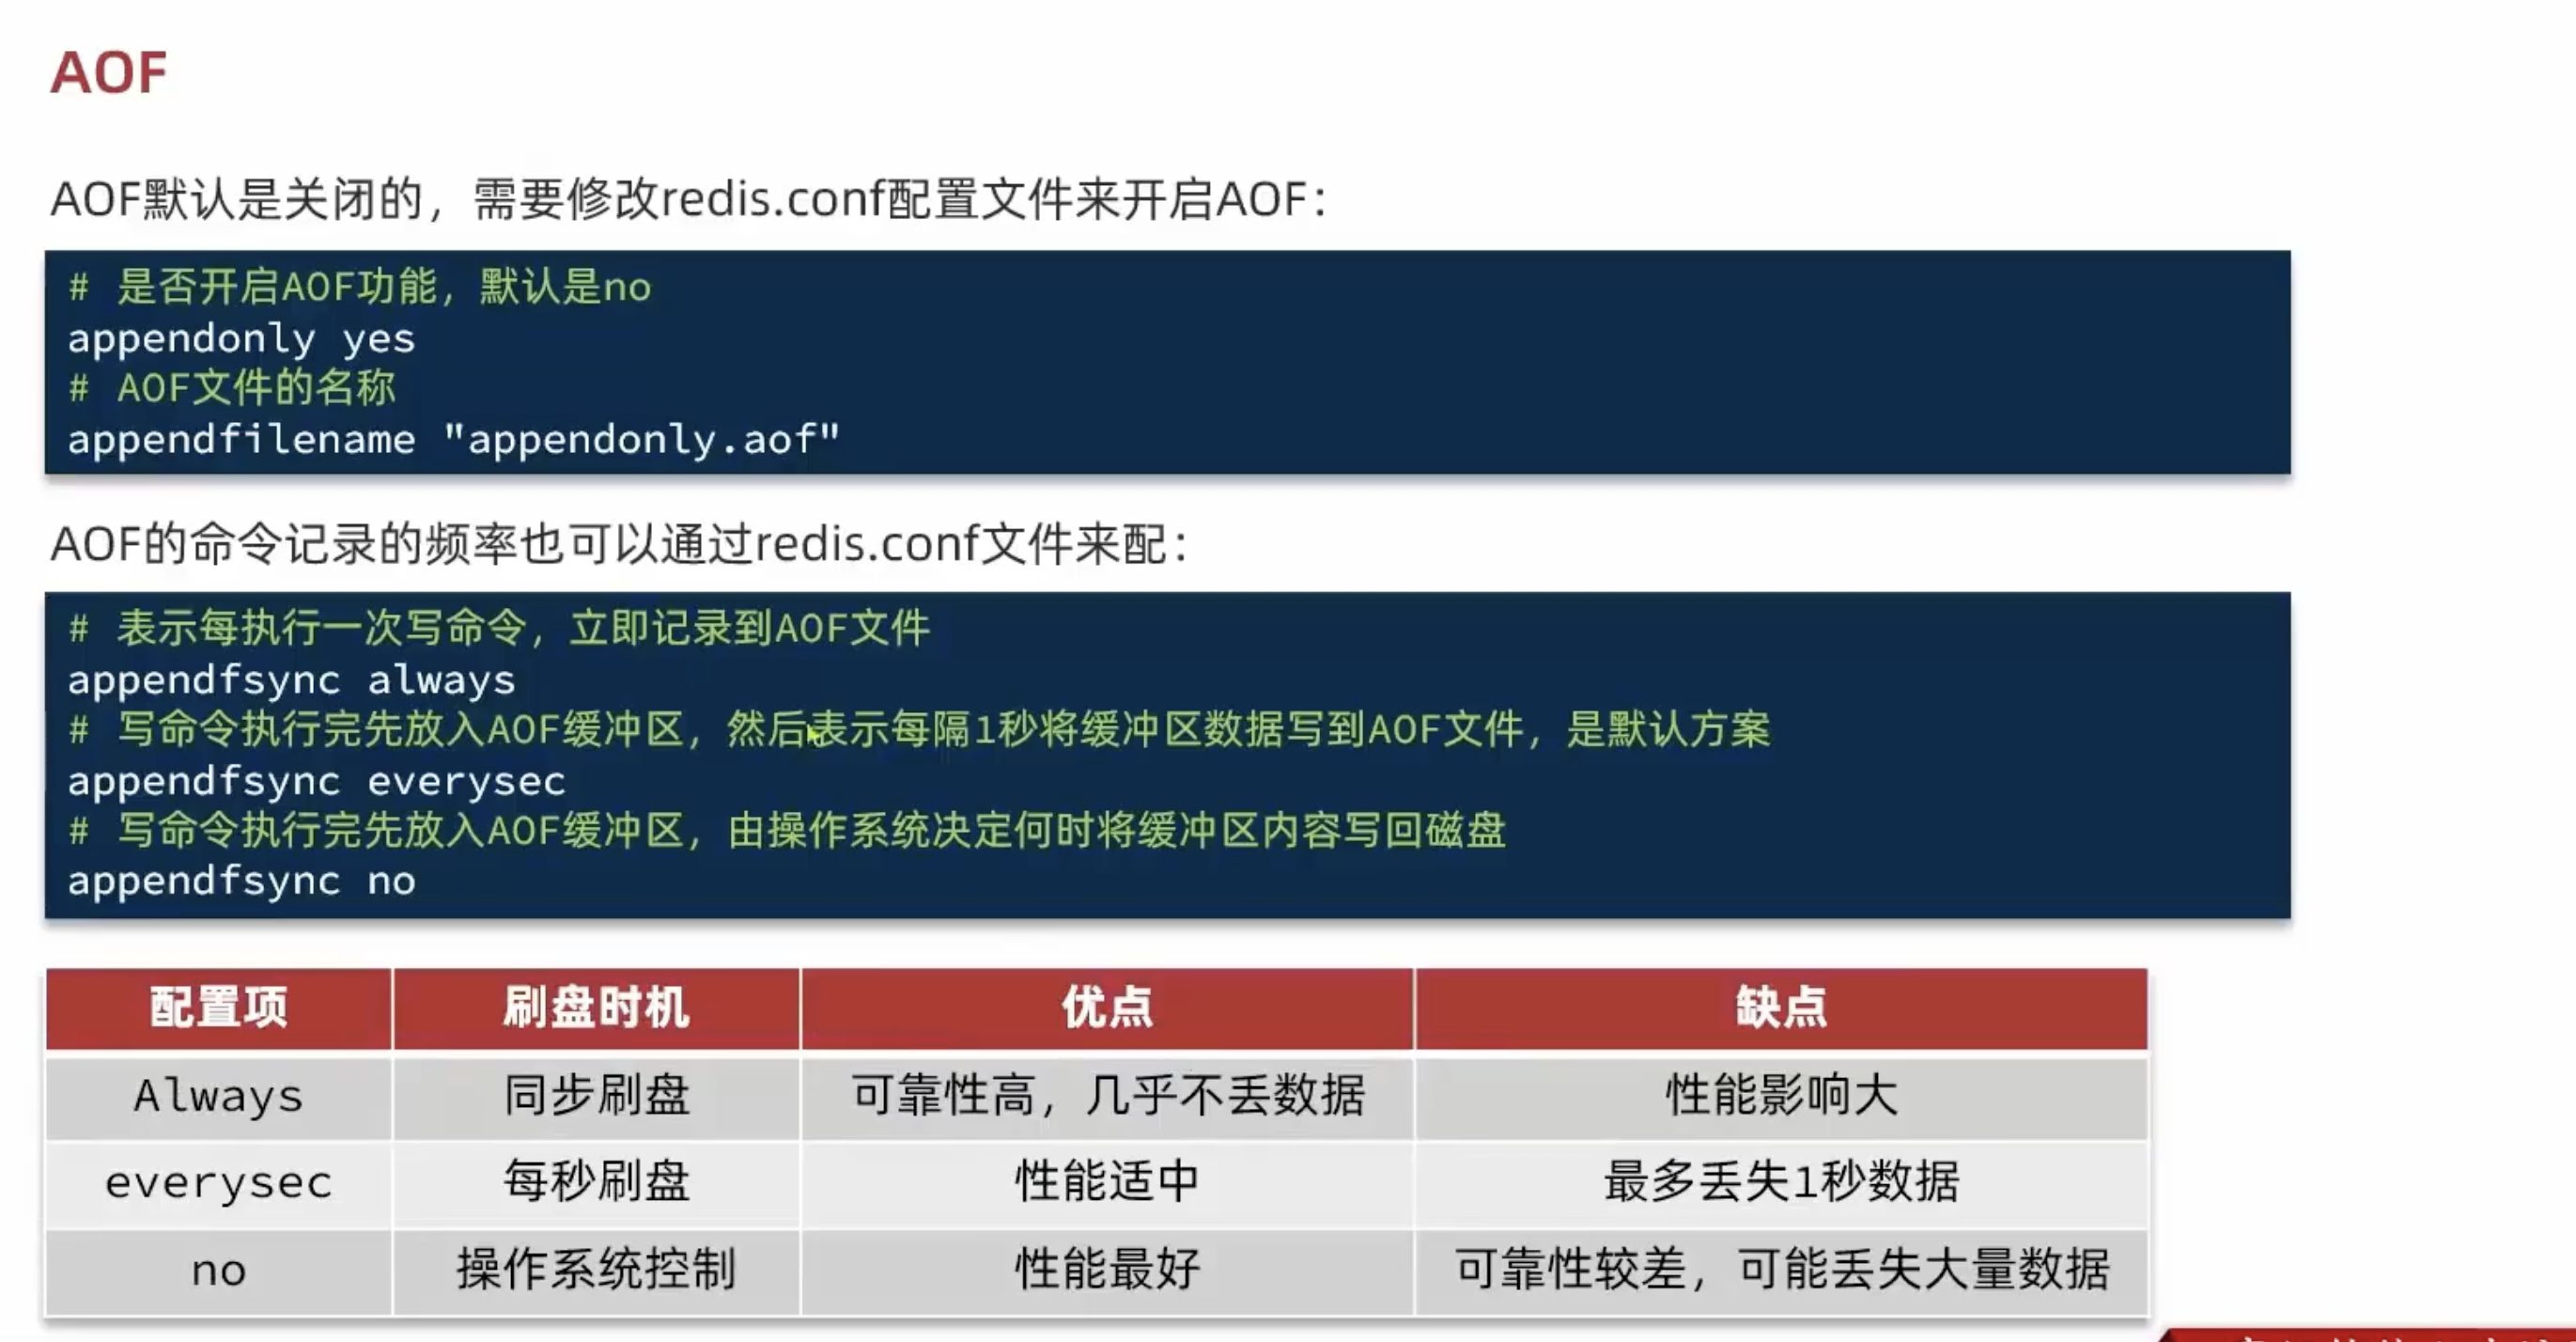 AOF
AOF默认是关闭的，需要修改redis.conf配置文件来开启AOF：
# 是否开启AOF功能，默认是no
appendonly yes
# AOF文件的名称
appendfilename "appendonly.aof"
AOF的命令记录的频率也可以通过redis.conf文件来配：
# 表示每执行一次写命令，立即记录到AOF文件
appendfsync always
# 写命令执行完先放入AOF缓冲区，然后表示每隔1秒将缓冲区数据写到AOF文件，是默认方案
appendfsync everysec
# 写命令执行完先放入AOF缓冲区，由操作系统决定何时将缓冲区内容写回磁盘
appendfsync no
配置项 刷盘时机 优点 缺点
Always 同步刷盘 可靠性高，几乎不丢数据 性能影响大
everysec 每秒刷盘 性能适中 最多丢失1秒数据
no 操作系统控制 性能最好 可靠性较差，可能丢失大量数据